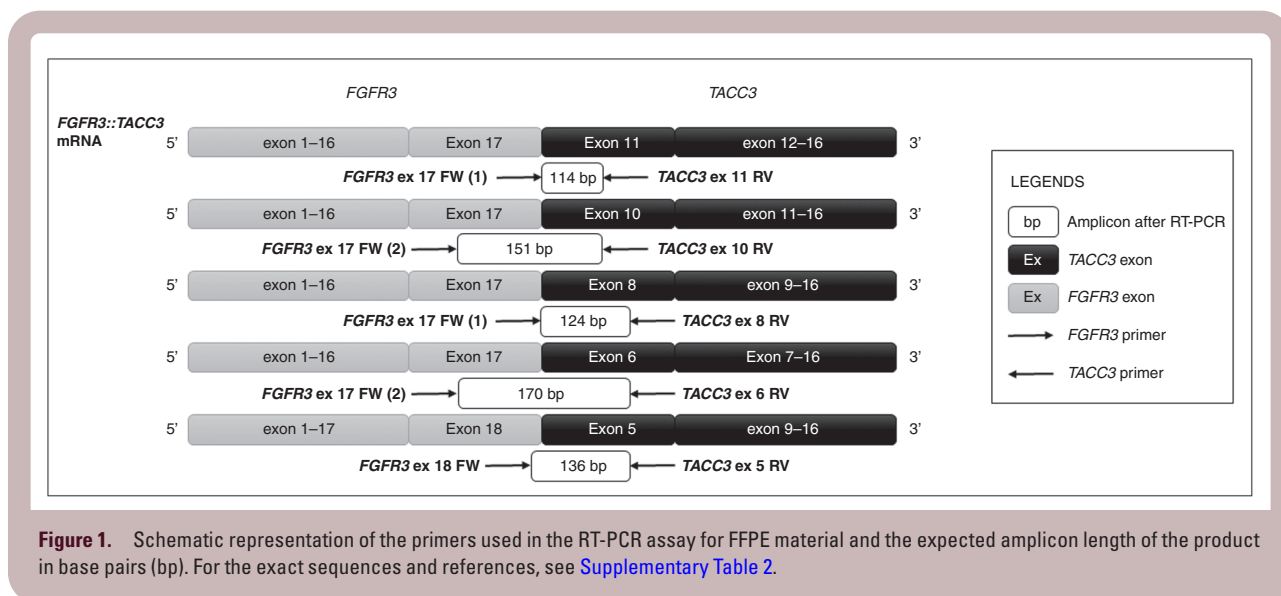 FGFR3 TACC3
FGFR3::TACC3
mRNA
5’ exon 1–16 Exon 17 Exon 11 exon 12–16 3’
FGFR3 ex 17 FW (1) 114 bp TACC3 ex 11 RV
5’ exon 1–16 Exon 17 Exon 10 exon 11–16 3’
FGFR3 ex 17 FW (2) 151 bp TACC3 ex 10 RV
5’ exon 1–16 Exon 17 Exon 8 exon 9–16 3’
FGFR3 ex 17 FW (1) 124 bp TACC3 ex 8 RV
5’ exon 1–16 Exon 17 Exon 6 Exon 7–16 3’
FGFR3 ex 17 FW (2) 170 bp TACC3 ex 6 RV
5’ exon 1–17 Exon 18 Exon 5 exon 9–16 3’
FGFR3 ex 18 FW 136 bp TACC3 ex 5 RV
LEGENDS
bp Amplicon after RT-PCR
Ex TACC3 exon
Ex FGFR3 exon
FGFR3 primer
TACC3 primer
Figure 1. Schematic representation of the primers used in the RT-PCR assay for FFPE material and the expected amplicon length of the product
in base pairs (bp). For the exact sequences and references, see Supplementary Table 2.